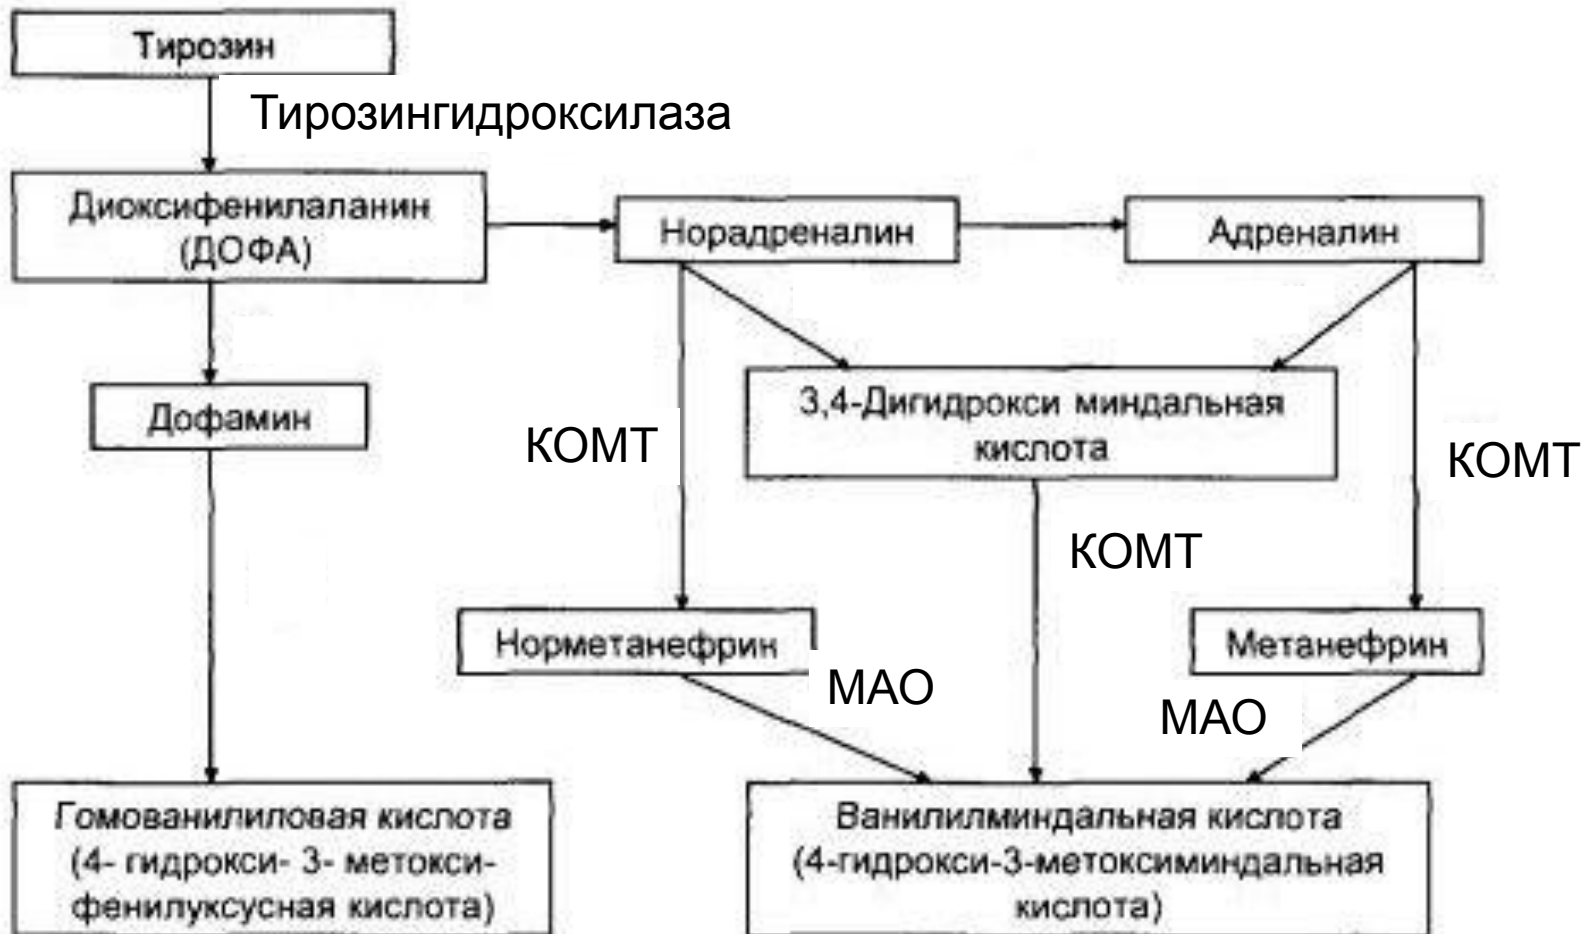 Тирозин
Тирозингидроксилаза
Диоксифенилаланин
(ДОФА)
Норадреналин
Адреналин
Дофамин
КОМТ
3,4-Дигидрокси миндальная
кислота
КОМТ
КОМТ
Норметанефрин
Метанефрин
МАО
МАО
Гомованилиловая кислота
(4- гидрокси- 3- метокси-
фенилуксусная кислота)
Ванилилминдальная кислота
(4-гидрокси-3-метоксиминдальная
кислота)